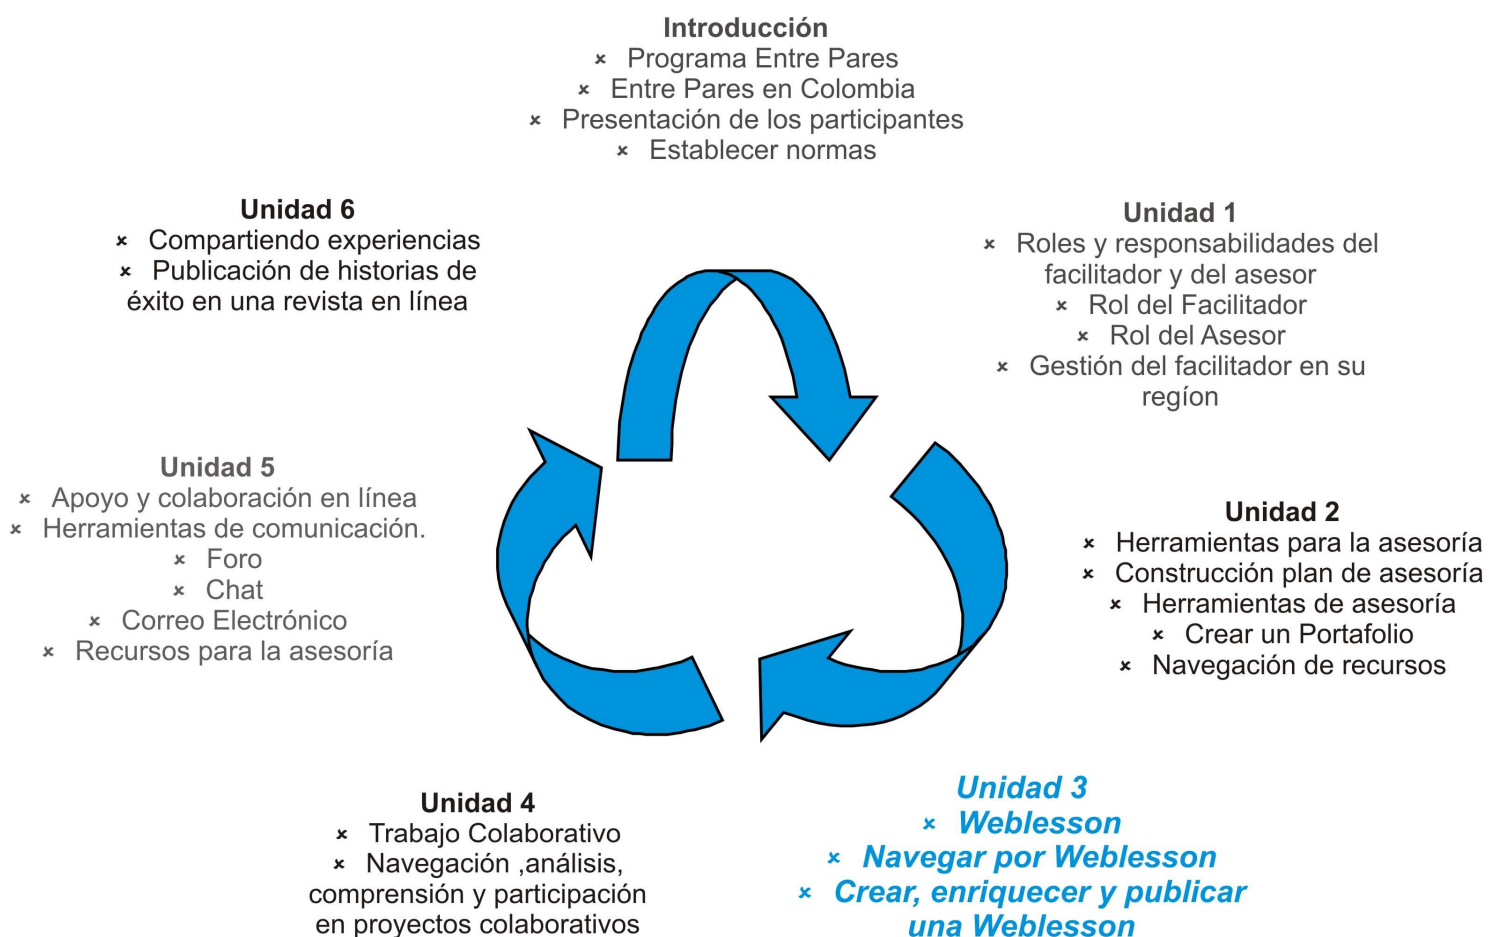 Introducción
× Programa Entre Pares
× Entre Pares en Colombia
× Presentación de los participantes
× Establecer normas
Unidad 1
× Roles y responsabilidades del
facilitador y del asesor
× Rol del Facilitador
× Rol del Asesor
× Gestión del facilitador en su
regíon
Unidad 2
× Herramientas para la asesoría
× Construcción plan de asesoría
× Herramientas de asesoría
× Crear un Portafolio
× Navegación de recursos
Unidad 3
× Weblesson
× Navegar por Weblesson
× Crear, enriquecer y publicar
una Weblesson
Unidad 4
× Trabajo Colaborativo
× Navegación ,análisis,
comprensión y participación
en proyectos colaborativos
Unidad 5
× Apoyo y colaboración en línea
× Herramientas de comunicación.
× Foro
× Chat
× Correo Electrónico
× Recursos para la asesoría
Unidad 6
× Compartiendo experiencias
× Publicación de historias de
éxito en una revista en línea